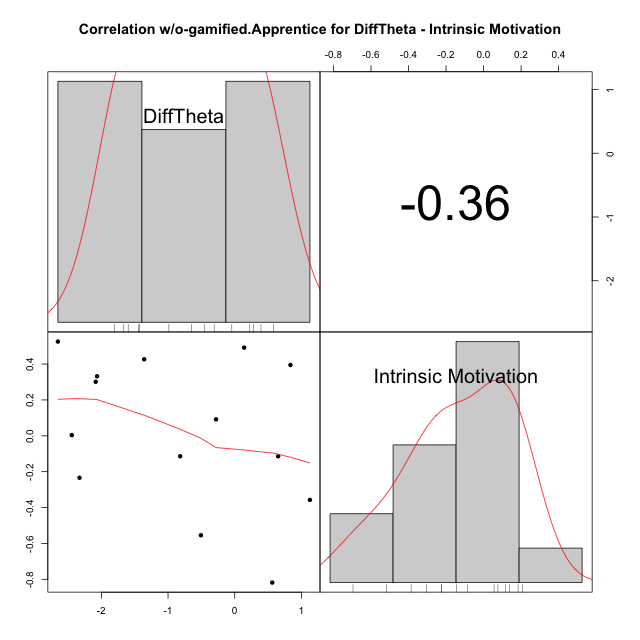 Correlation w/o-gamified.Apprentice for DiffTheta - Intrinsic Motivation
-0.8 -0.6 -0.4 -0.2 0.0 0.2 0.4
DiffTheta
-0.36
1
0
-1
-2
Intrinsic Motivation
0.4
0.2
0.0
-0.2
-0.4
-0.6
-0.8
-2 -1 0 1